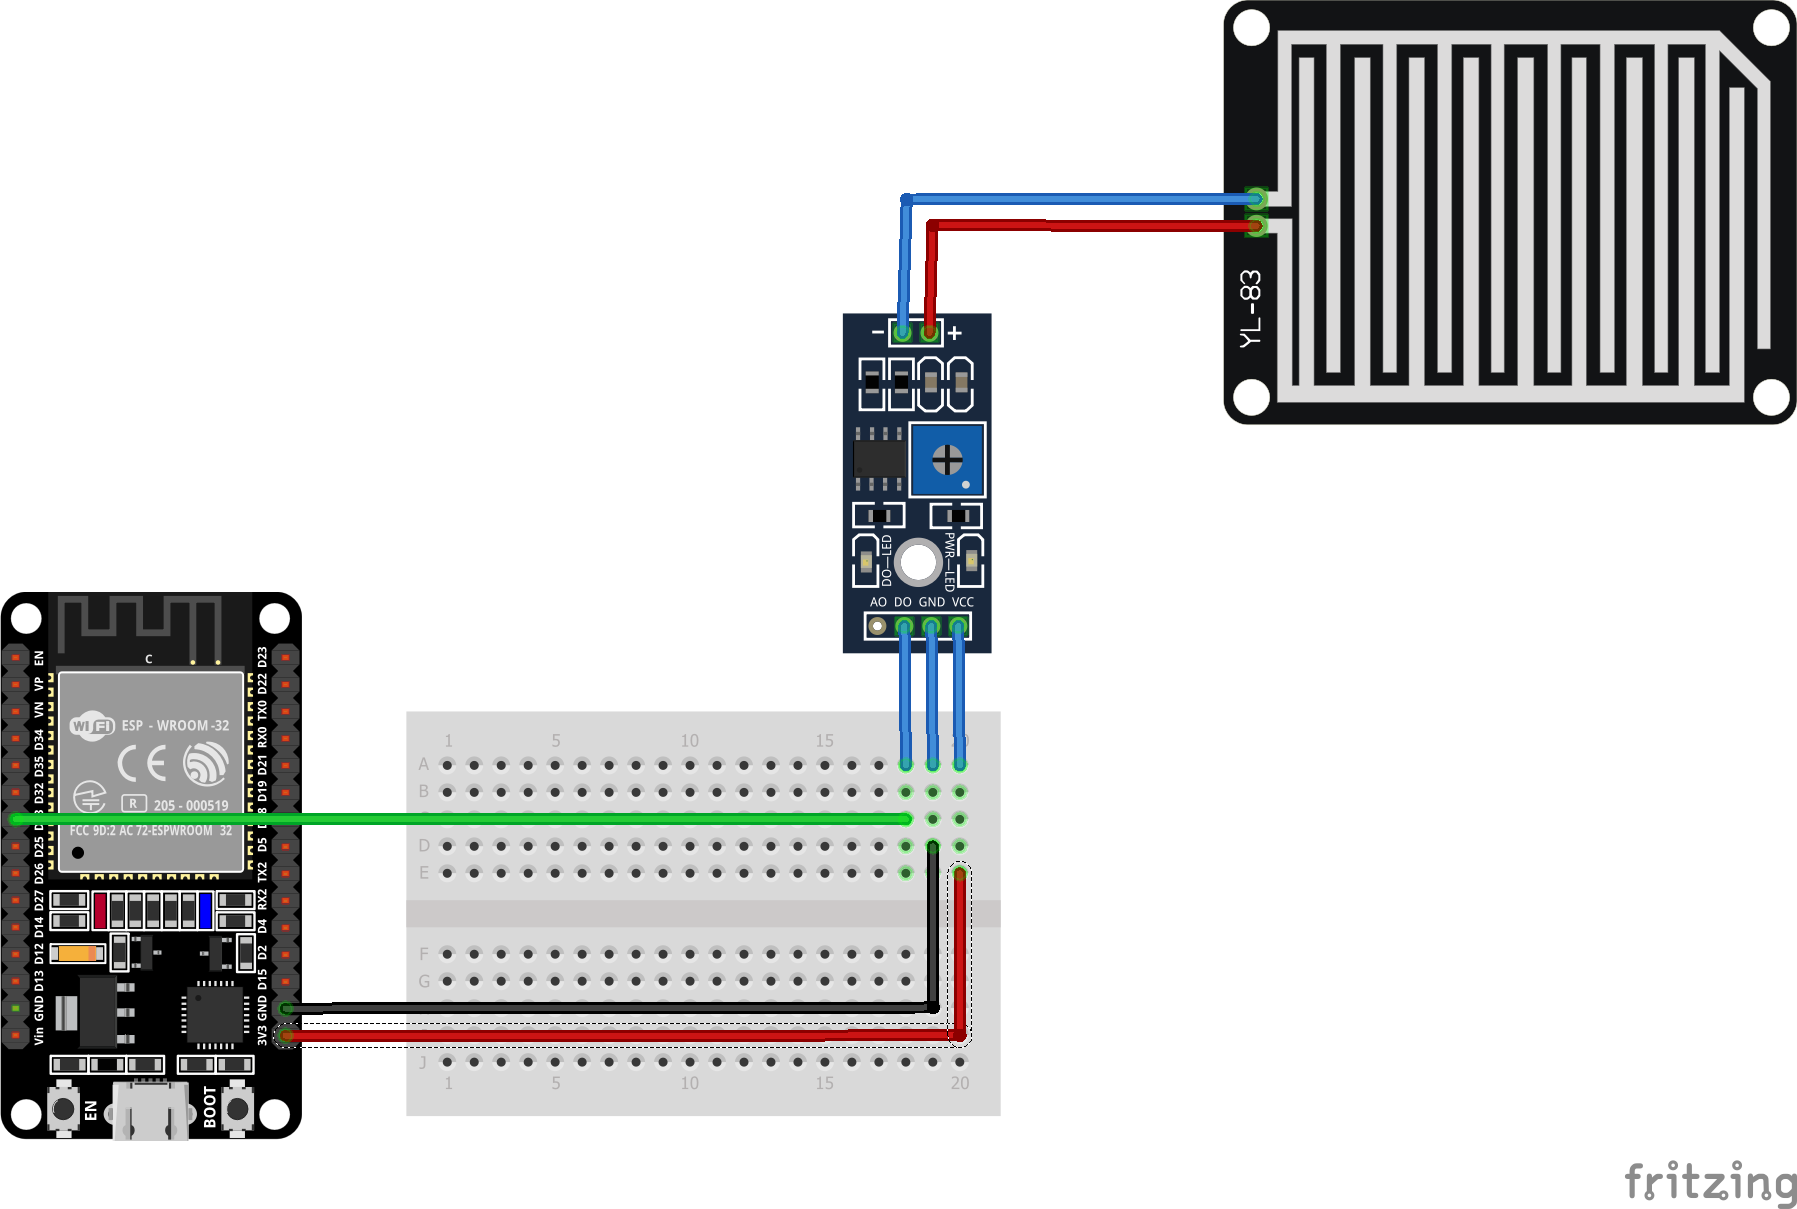 YL-83
− +
DO—LED
PWR—LED
AO DO GND VCC
C
EN
VP
VN
D34
D35
D32
D25
D26
D27
D14
D12
D13
GND
Vin
D23
D22
TX0
RX0
D21
D19
D5
TX2
RX2
D4
D2
D15
GND
3V3
WiFi
ESP - WROOM -32
CE
R 205 - 000519
FCC 9D:2 AC 72-ESPWROOM 32
EN
BOOT
1 5 10 15
A
B
D
E
F
G
J
1 5 10 15 20
fritzing